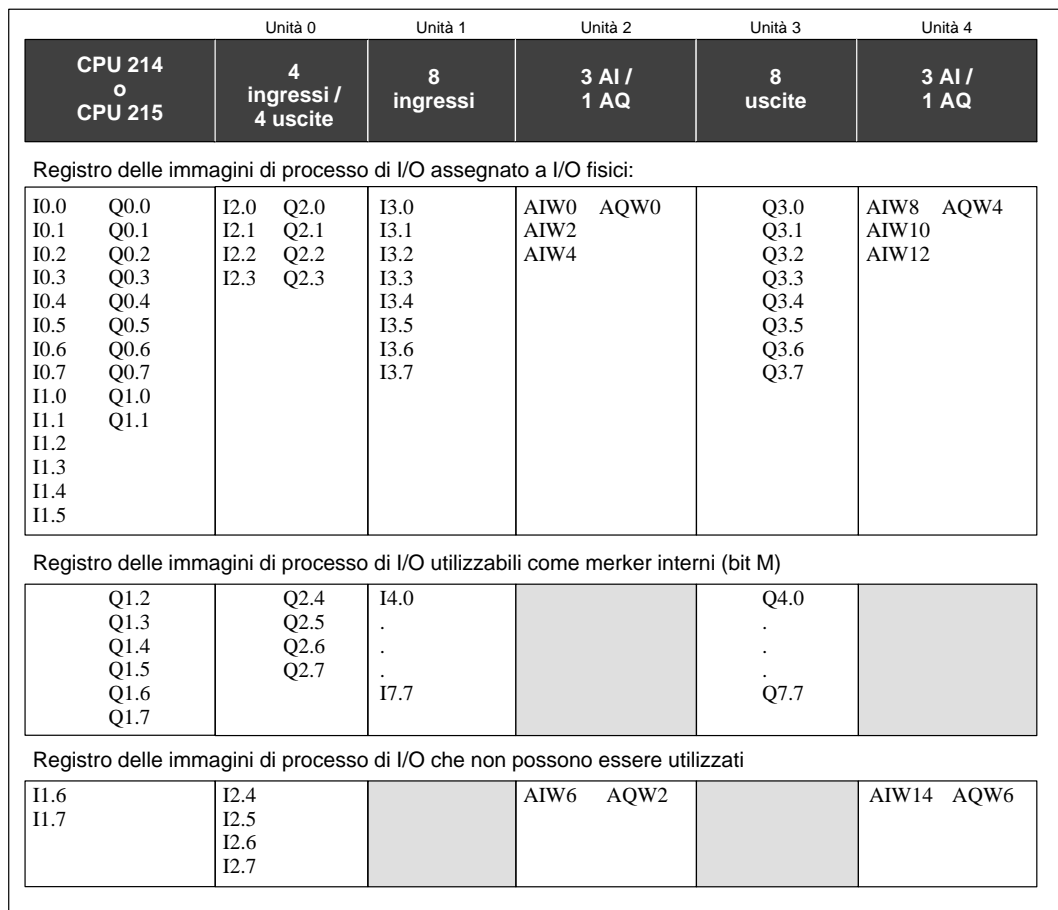 Unità 0 Unità 1 Unità 2 Unità 3 Unità 4
CPU 214 o CPU 215
4 ingressi / 4 uscite
8 ingressi
3 AI / 1 AQ
8 uscite
3 AI / 1 AQ
Registro delle immagini di processo di I/O assegnato a I/O fisici:
I0.0 Q0.0 I2.0 Q2.0 I3.0 AIW0 AQW0 Q3.0 AIW8 AQW4
I0.1 Q0.1 I2.1 Q2.1 I3.1 AIW2 Q3.1 AIW10
I0.2 Q0.2 I2.2 Q2.2 I3.2 AIW4 Q3.2 AIW12
I0.3 Q0.3 I2.3 Q2.3 I3.3 Q3.3
I0.4 Q0.4 I3.4 Q3.4
I0.5 Q0.5 I3.5 Q3.5
I0.6 Q0.6 I3.6 Q3.6
I0.7 Q0.7 I3.7 Q3.7
I1.0 Q1.0
I1.1 Q1.1
I1.2
I1.3
I1.4
I1.5
Registro delle immagini di processo di I/O utilizzabili come merker interni (bit M)
Q1.2 Q2.4 I4.0 Q4.0
Q1.3 Q2.5 . .
Q1.4 Q2.6 . .
Q1.5 Q2.7 . .
Q1.6 I7.7 Q7.7
Q1.7
Registro delle immagini di processo di I/O che non possono essere utilizzati
I1.6 I2.4 AIW6 AQW2 AIW14 AQW6
I1.7 I2.5
I2.6
I2.7